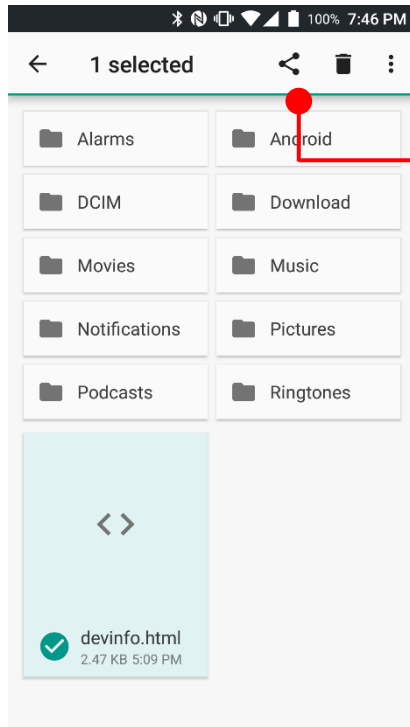 100% 7:46 PM
1 selected
Alarms
Android
DCIM
Download
Movies
Music
Notifications
Pictures
Podcasts
Ringtones
devinfo.html
2.47 KB 5:09 PM